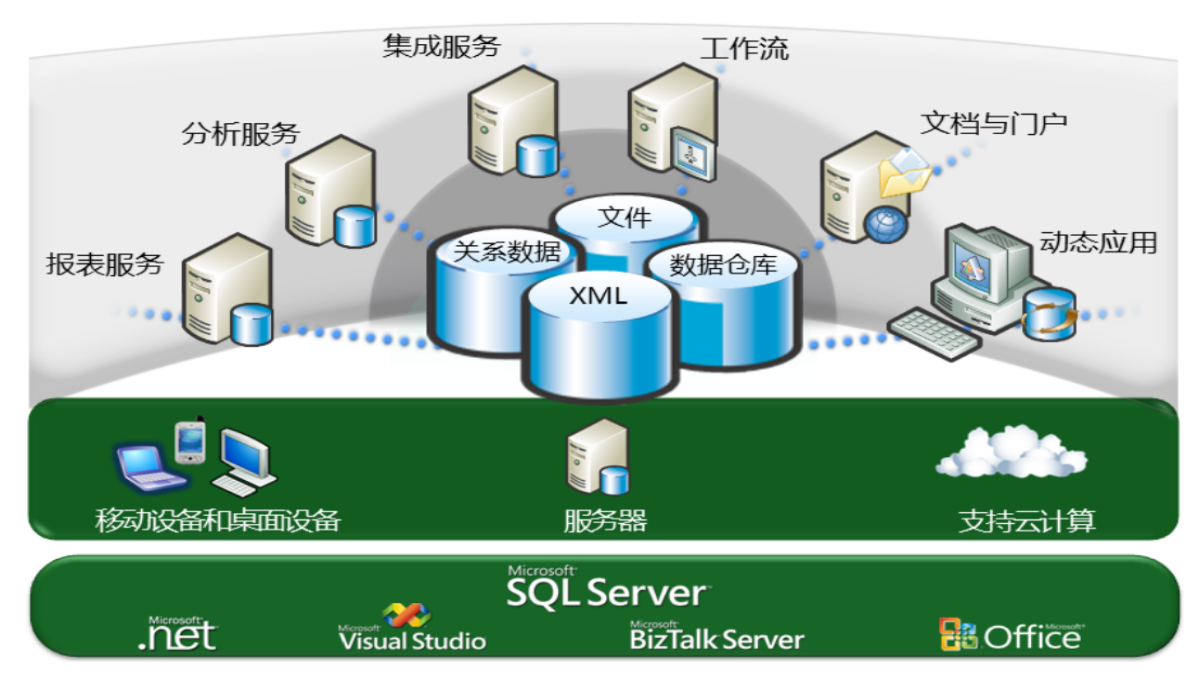 集成服务
工作流
分析服务
文档与门户
报表服务
动态应用
文件
关系数据
数据仓库
XML
移动设备和桌面设备
服务器
支持云计算
Microsoft
SQL Server
Microsoft
.net
Microsoft
Visual Studio
Microsoft
BizTalk Server
Microsoft
Office